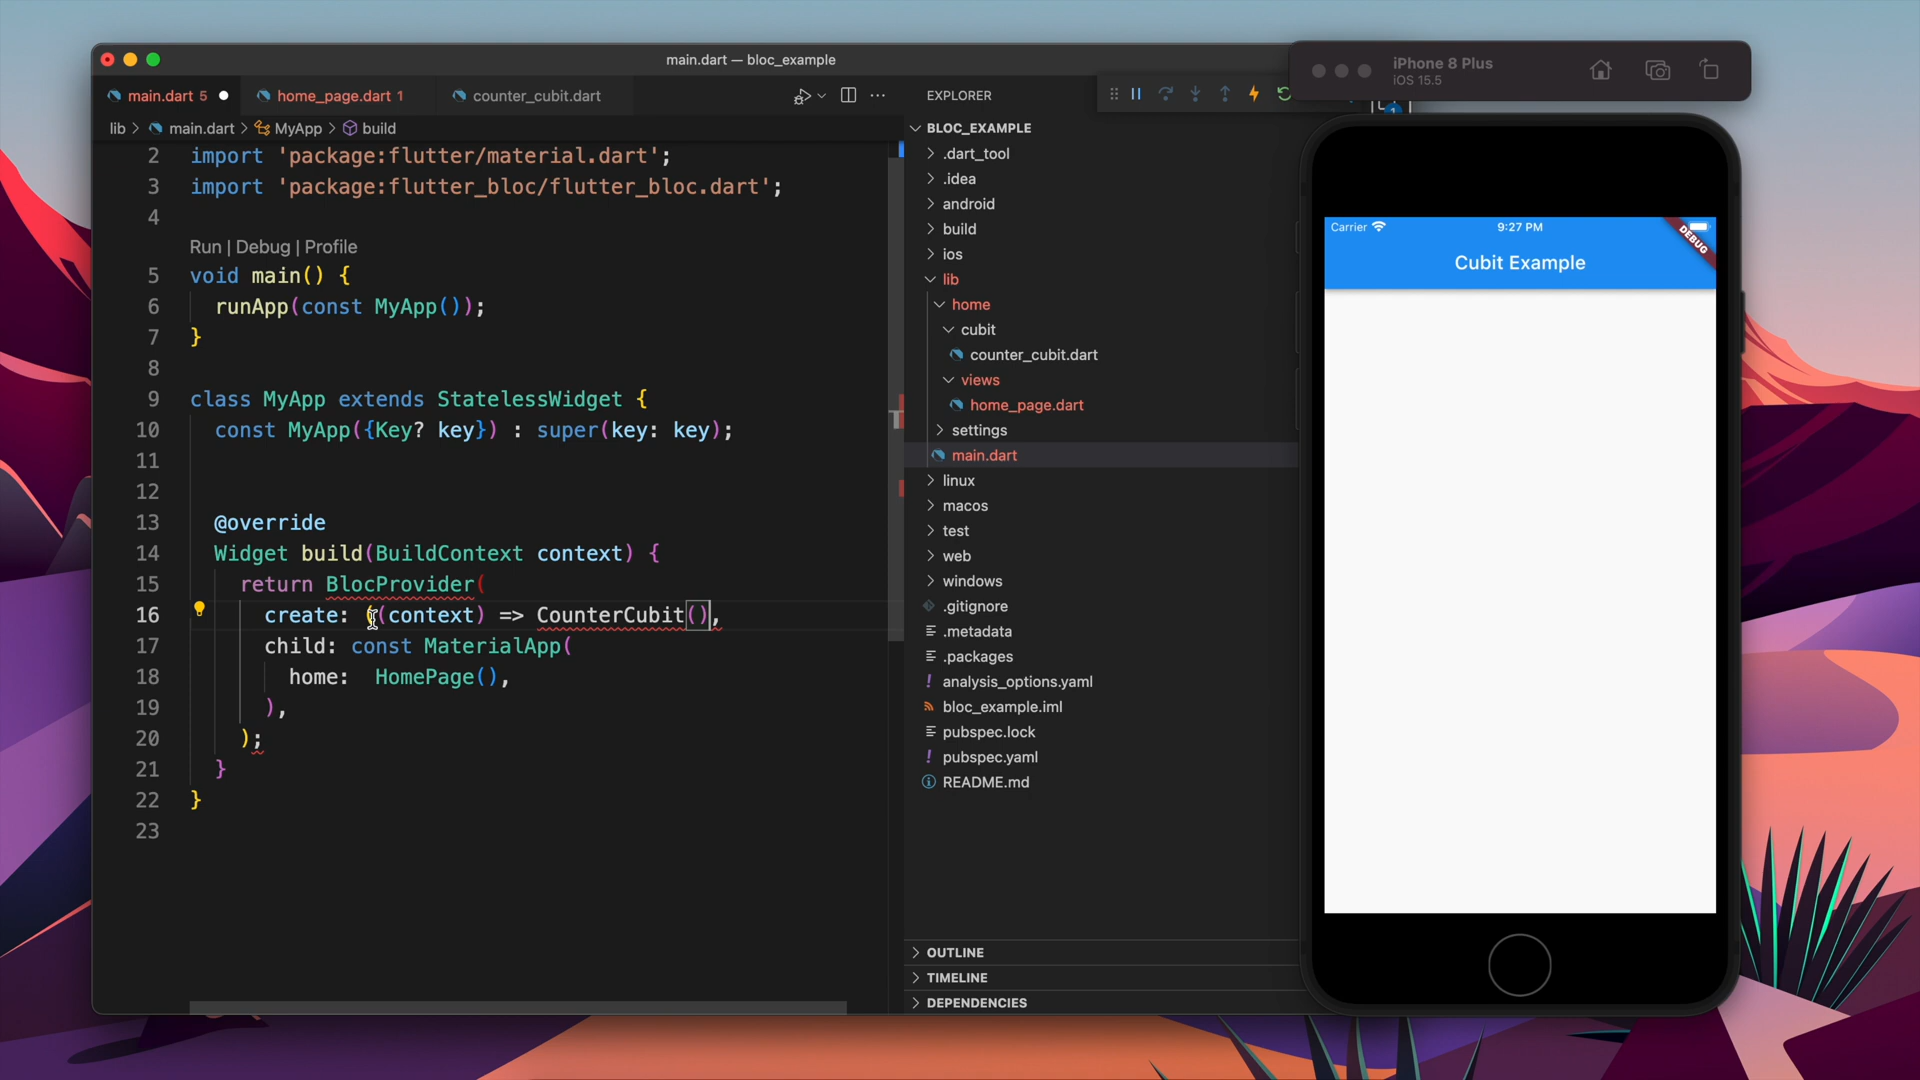 main.dart — bloc_example
main.dart 5
home_page.dart 1
counter_cubit.dart
lib > main.dart > MyApp > build
2 import 'package:flutter/material.dart';
3 import 'package:flutter_bloc/flutter_bloc.dart';
4
Run | Debug | Profile
5 void main() {
6 runApp(const MyApp());
7 }
8
9 class MyApp extends StatelessWidget {
10 const MyApp({Key? key}) : super(key: key);
11
12
13 @override
14 Widget build(BuildContext context) {
15 return BlocProvider(
16 create: ((context) => CounterCubit(),
17 child: const MaterialApp(
18 home:  HomePage(),
19 ),
20 );
21 }
22 }
23
EXPLORER
BLOC_EXAMPLE
.dart_tool
.idea
android
build
ios
lib
home
cubit
counter_cubit.dart
views
home_page.dart
settings
main.dart
linux
macos
test
web
windows
.gitignore
.metadata
.packages
analysis_options.yaml
bloc_example.iml
pubspec.lock
pubspec.yaml
README.md
OUTLINE
TIMELINE
DEPENDENCIES
iPhone 8 Plus
iOS 15.5
Carrier
9:27 PM
DEBUG
Cubit Example